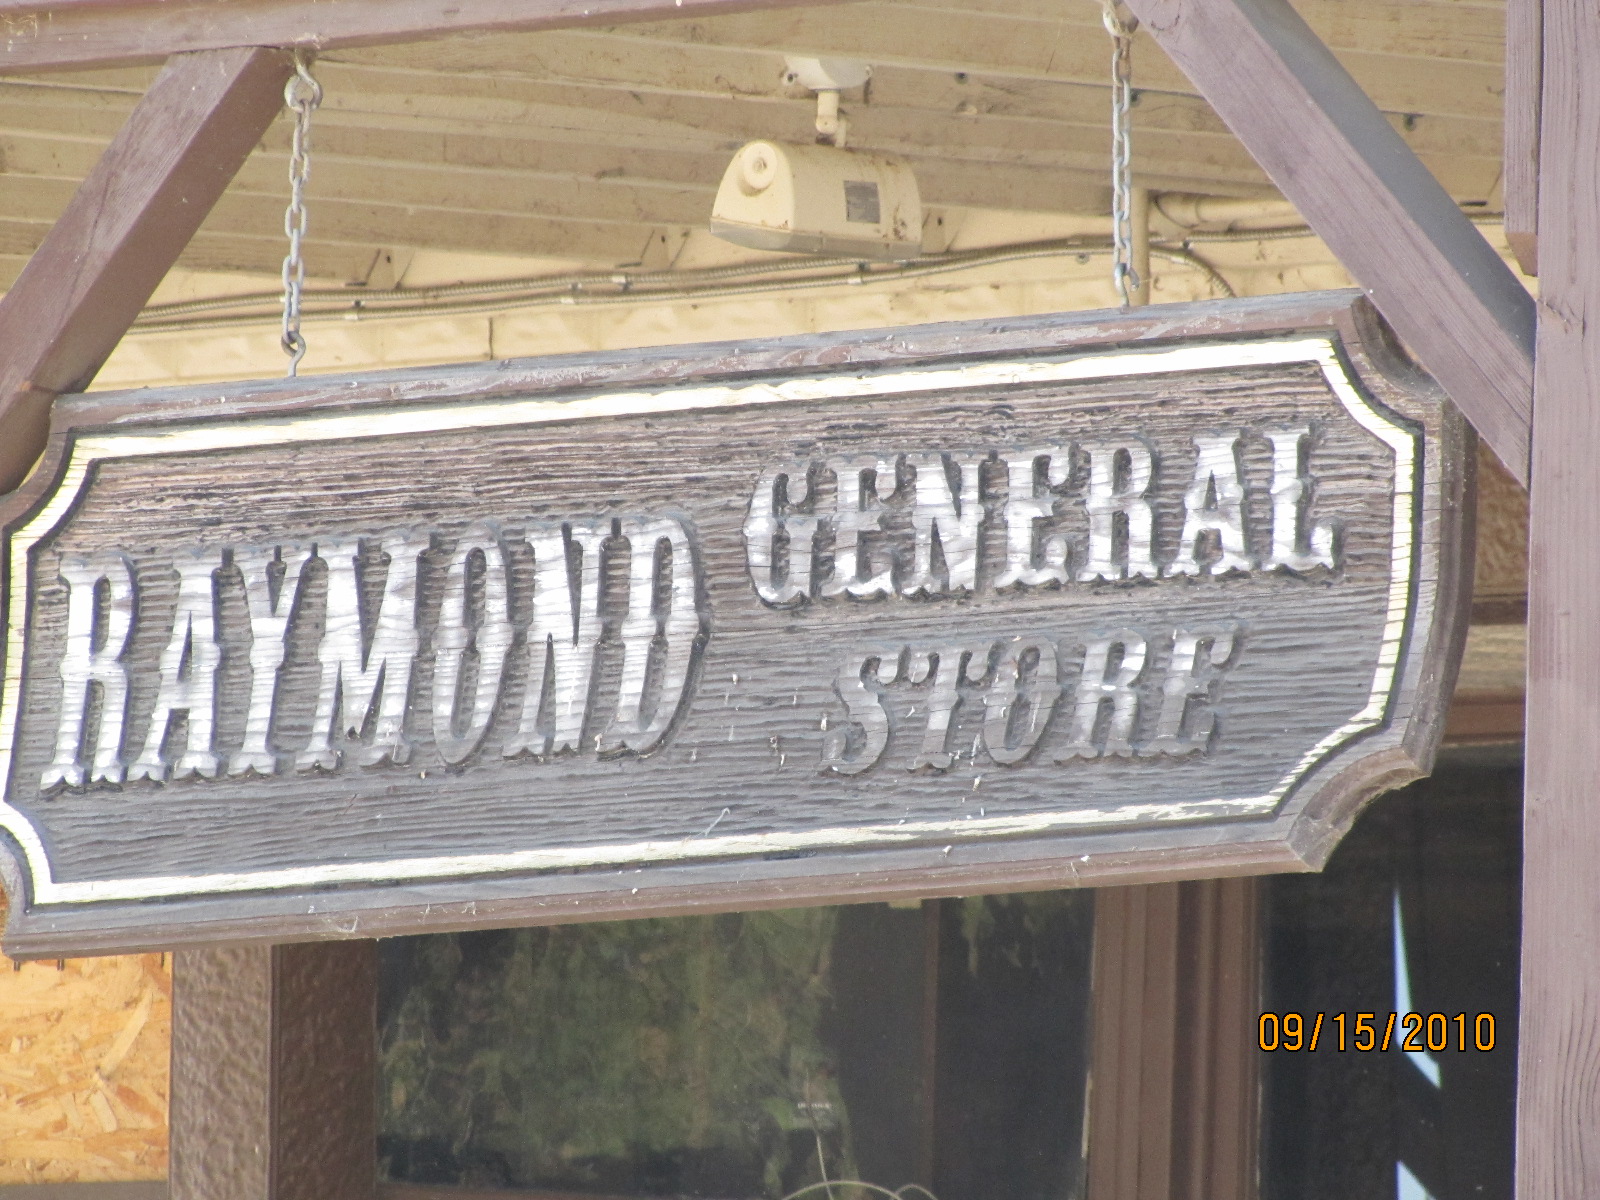 RAYMOND GENERAL
STORE
09/15/2010